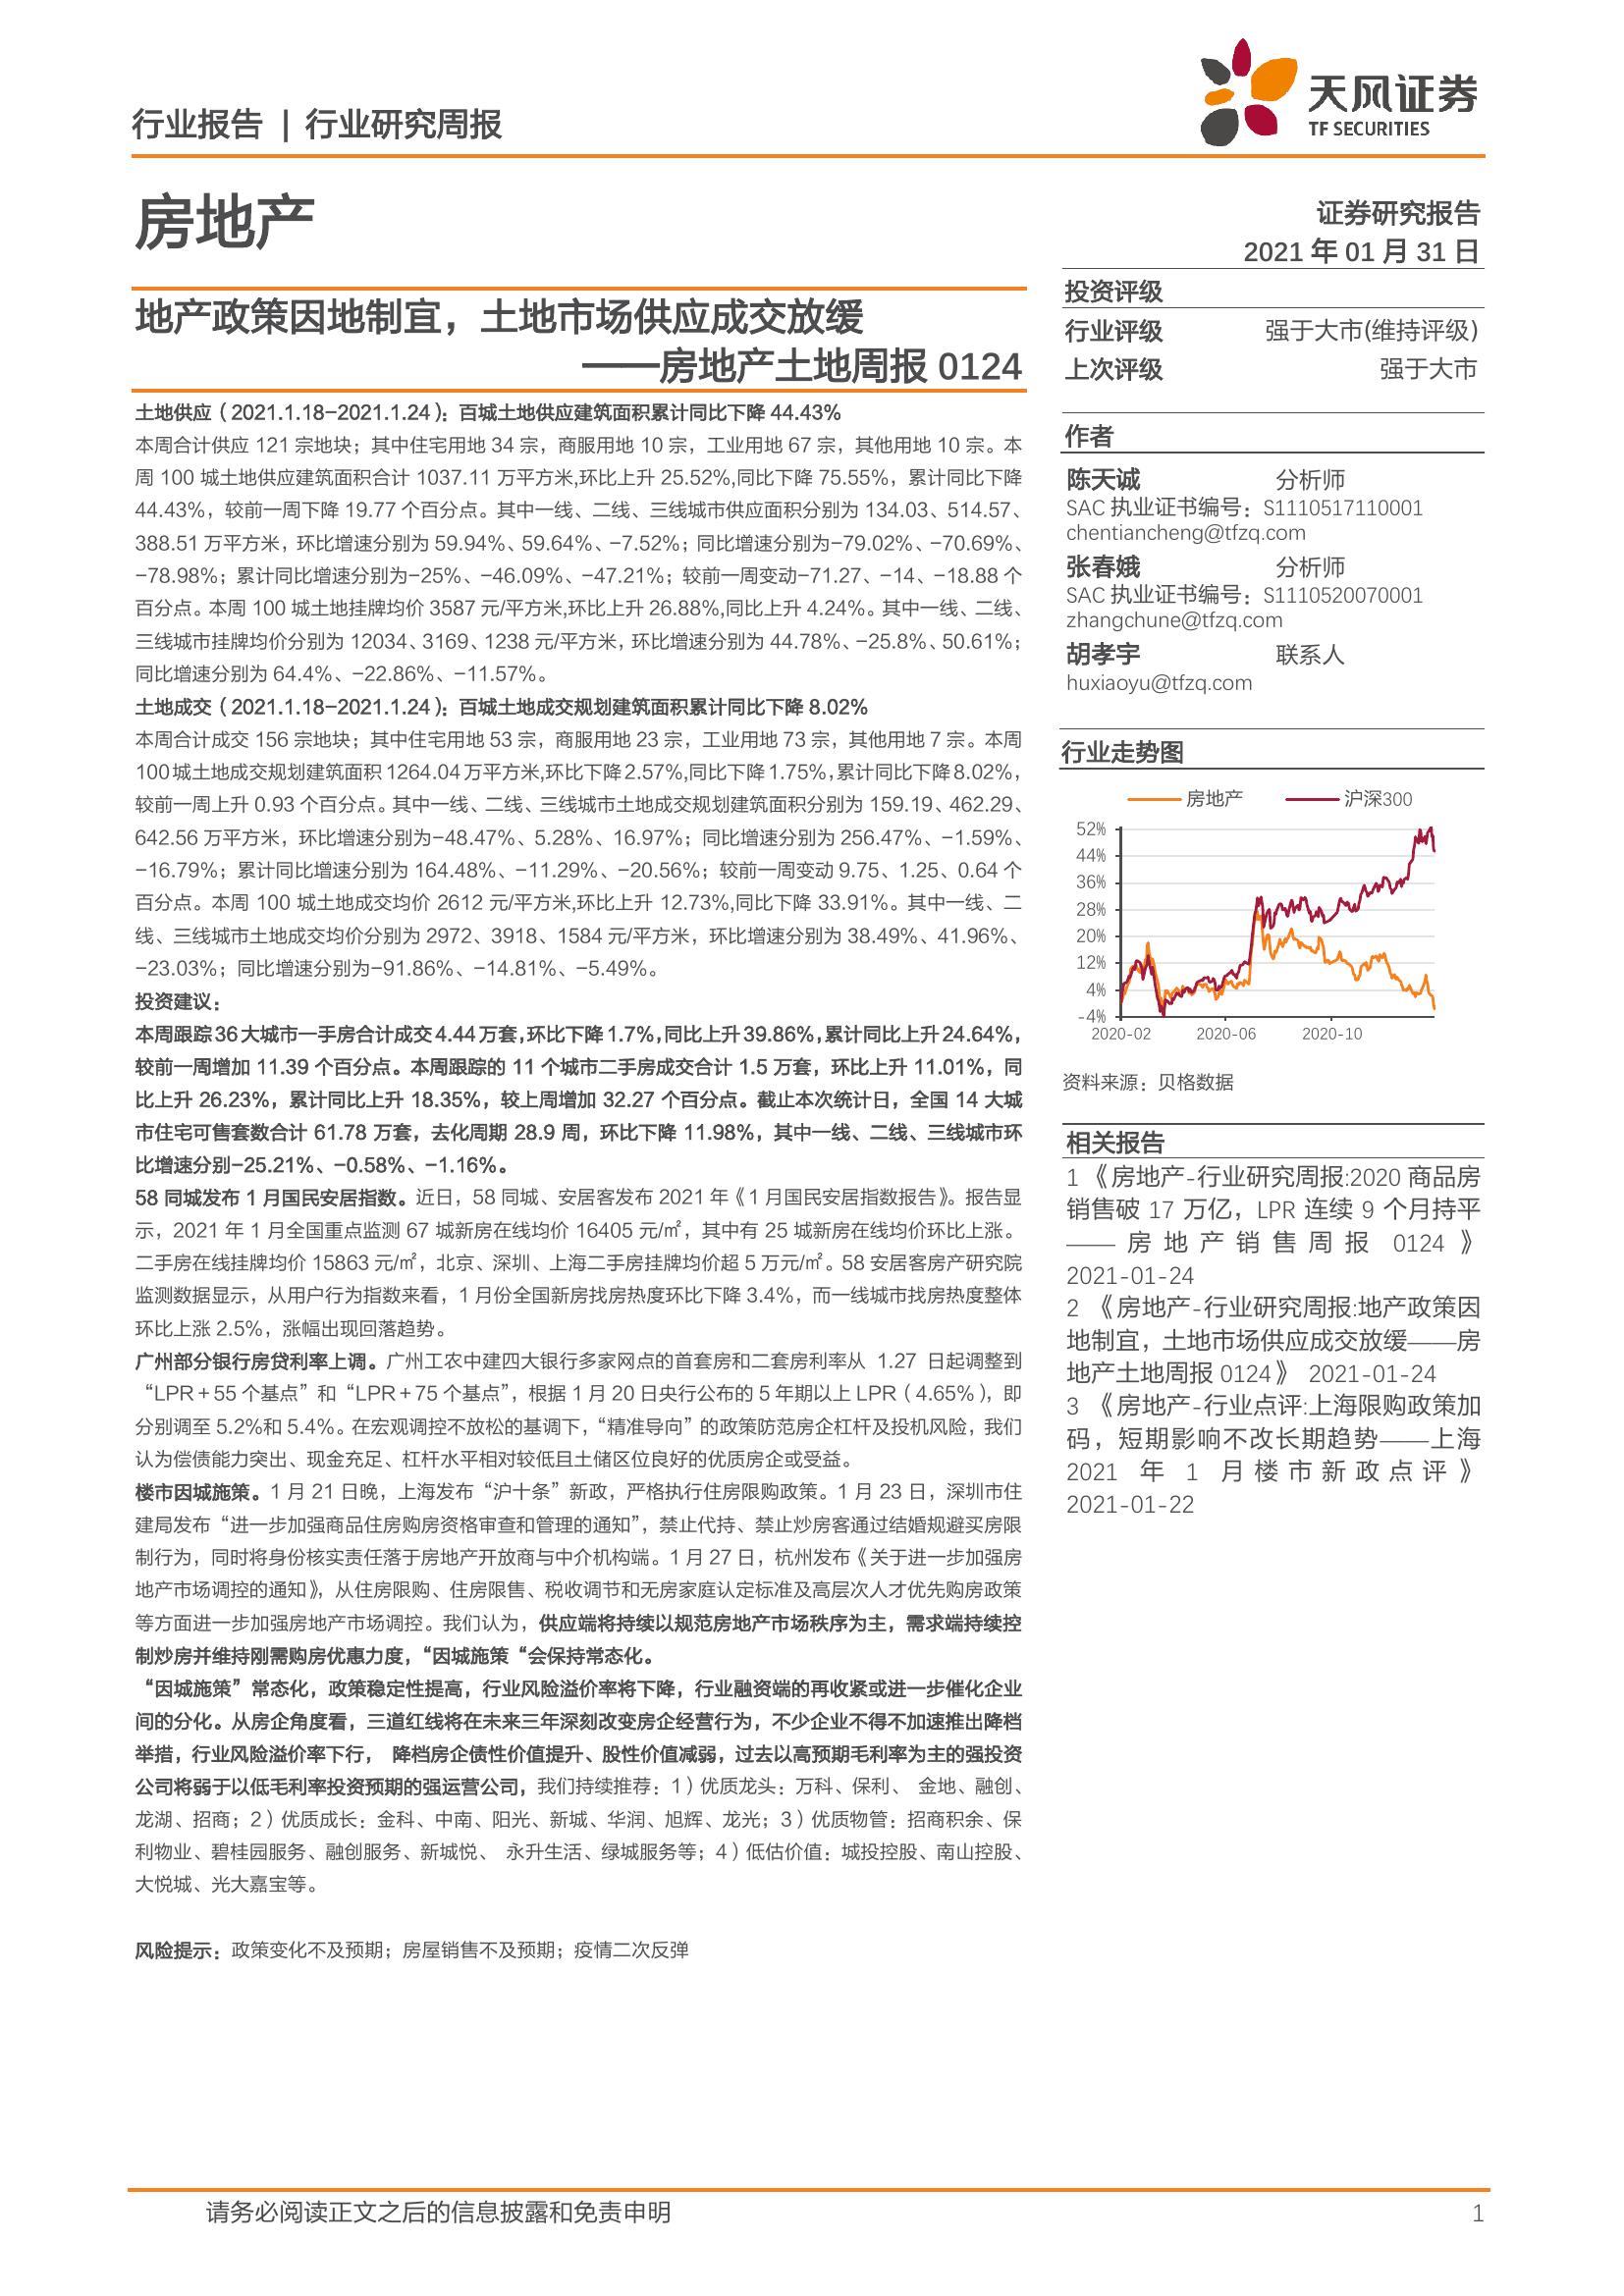 行业报告 | 行业研究周报
天风证券
TF SECURITIES
房地产
证券研究报告
2021 年 01 月 31 日
地产政策因地制宜，土地市场供应成交放缓
——房地产土地周报 0124
土地供应（2021.1.18-2021.1.24）：百城土地供应建筑面积累计同比下降 44.43%
本周合计供应 121 宗地块；其中住宅用地 34 宗，商服用地 10 宗，工业用地 67 宗，其他用地 10 宗。本
周 100 城土地供应建筑面积合计 1037.11 万平方米,环比上升 25.52%,同比下降 75.55%，累计同比下降
44.43%，较前一周下降 19.77 个百分点。其中一线、二线、三线城市供应面积分别为 134.03、514.57、
388.51 万平方米，环比增速分别为 59.94%、59.64%、-7.52%；同比增速分别为-79.02%、-70.69%、
-78.98%；累计同比增速分别为-25%、-46.09%、-47.21%；较前一周变动-71.27、-14、-18.88 个
百分点。本周 100 城土地挂牌均价 3587 元/平方米,环比上升 26.88%,同比上升 4.24%。其中一线、二线、
三线城市挂牌均价分别为 12034、3169、1238 元/平方米，环比增速分别为 44.78%、-25.8%、50.61%；
同比增速分别为 64.4%、-22.86%、-11.57%。
土地成交（2021.1.18-2021.1.24）：百城土地成交规划建筑面积累计同比下降 8.02%
本周合计成交 156 宗地块；其中住宅用地 53 宗，商服用地 23 宗，工业用地 73 宗，其他用地 7 宗。本周
100 城土地成交规划建筑面积 1264.04 万平方米,环比下降 2.57%,同比下降 1.75%,累计同比下降 8.02%，
较前一周上升 0.93 个百分点。其中一线、二线、三线城市土地成交规划建筑面积分别为 159.19、462.29、
642.56 万平方米，环比增速分别为-48.47%、5.28%、16.97%；同比增速分别为 256.47%、-1.59%、
-16.79%；累计同比增速分别为 164.48%、-11.29%、-20.56%；较前一周变动 9.75、1.25、0.64 个
百分点。本周 100 城土地成交均价 2612 元/平方米,环比上升 12.73%,同比下降 33.91%。其中一线、二
线、三线城市土地成交均价分别为 2972、3918、1584 元/平方米，环比增速分别为 38.49%、41.96%、
-23.03%；同比增速分别为-91.86%、-14.81%、-5.49%。
投资建议：
本周跟踪 36 大城市一手房合计成交 4.44 万套,环比下降 1.7%,同比上升 39.86%,累计同比上升 24.64%,
较前一周增加 11.39 个百分点。本周跟踪的 11 个城市二手房成交合计 1.5 万套，环比上升 11.01%，同
比上升 26.23%，累计同比上升 18.35%，较上周增加 32.27 个百分点。截止本次统计日，全国 14 大城
市住宅可售套数合计 61.78 万套，去化周期 28.9 周，环比下降 11.98%，其中一线、二线、三线城市环
比增速分别-25.21%、-0.58%、-1.16%。
58 同城发布 1 月国民安居指数。近日，58 同城、安居客发布 2021 年《1 月国民安居指数报告》。报告显
示，2021 年 1 月全国重点监测 67 城新房在线均价 16405 元/㎡，其中有 25 城新房在线均价环比上涨。
二手房在线挂牌均价 15863 元/㎡，北京、深圳、上海二手房挂牌均价超 5 万元/㎡。58 安居客房产研究院
监测数据显示，从用户行为指数来看，1 月份全国新房找房热度环比下降 3.4%，而一线城市找房热度整体
环比上涨 2.5%，涨幅出现回落趋势。
广州部分银行房贷利率上调。广州工农中建四大银行多家网点的首套房和二套房利率从 1.27 日起调整到
“LPR+55 个基点”和“LPR+75 个基点”，根据 1 月 20 日央行公布的 5 年期以上 LPR（4.65%），即
分别调至 5.2%和 5.4%。在宏观调控不放松的基调下，“精准导向”的政策防范房企杠杆及投机风险，我们
认为偿债能力突出、现金充足、杠杆水平相对较低且土储区位良好的优质房企或受益。
楼市因城施策。1 月 21 日晚，上海发布“沪十条”新政，严格执行住房限购政策。1 月 23 日，深圳市住
建局发布“进一步加强商品住房购房资格审查和管理的通知”，禁止代持、禁止炒房客通过结婚规避买房限
制行为，同时将身份核实责任落于房地产开放商与中介机构端。1 月 27 日，杭州发布《关于进一步加强房
地产市场调控的通知》，从住房限购、住房限售、税收调节和无房家庭认定标准及高层次人才优先购房政策
等方面进一步加强房地产市场调控。我们认为，供应端将持续以规范房地产市场秩序为主，需求端持续控
制炒房并维持刚需购房优惠力度，“因城施策“会保持常态化。
“因城施策”常态化，政策稳定性提高，行业风险溢价率将下降，行业融资端的再收紧或进一步催化企业
间的分化。从房企角度看，三道红线将在未来三年深刻改变房企经营行为，不少企业不得不加速推出降档
举措，行业风险溢价率下行， 降档房企债性价值提升、股性价值减弱，过去以高预期毛利率为主的强投资
公司将弱于以低毛利率投资预期的强运营公司，我们持续推荐：1）优质龙头：万科、保利、 金地、融创、
龙湖、招商；2）优质成长：金科、中南、阳光、新城、华润、旭辉、龙光；3）优质物管：招商积余、保
利物业、碧桂园服务、融创服务、新城悦、 永升生活、绿城服务等；4）低估价值：城投控股、南山控股、
大悦城、光大嘉宝等。
风险提示：政策变化不及预期；房屋销售不及预期；疫情二次反弹
投资评级
行业评级 强于大市(维持评级)
上次评级 强于大市
作者
陈天诚 分析师
SAC 执业证书编号：S1110517110001
chentiancheng@tfzq.com
张春娥 分析师
SAC 执业证书编号：S1110520070001
zhangchune@tfzq.com
胡孝宇 联系人
huxiaoyu@tfzq.com
行业走势图
房地产 沪深300
52%
44%
36%
28%
20%
12%
4%
-4%
2020-02 2020-06 2020-10
资料来源：贝格数据
相关报告
1 《房地产-行业研究周报:2020 商品房
销售破 17 万亿，LPR 连续 9 个月持平
——房地产销售周报 0124》
2021-01-24
2 《房地产-行业研究周报:地产政策因
地制宜，土地市场供应成交放缓——房
地产土地周报 0124》 2021-01-24
3 《房地产-行业点评:上海限购政策加
码，短期影响不改长期趋势——上海
2021 年 1 月楼市新政点评》
2021-01-22
请务必阅读正文之后的信息披露和免责申明 1